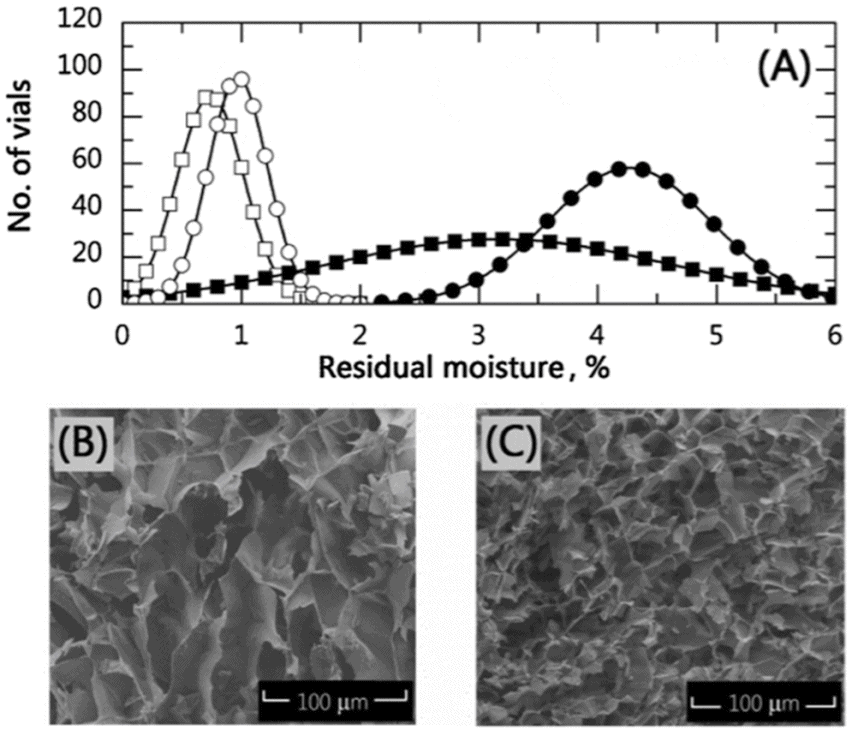 120
100
80
60
40
20
0
No. of vials
(A)
0 1 2 3 4 5 6
Residual moisture, %
(B)
(C)
100 μm
100 μm